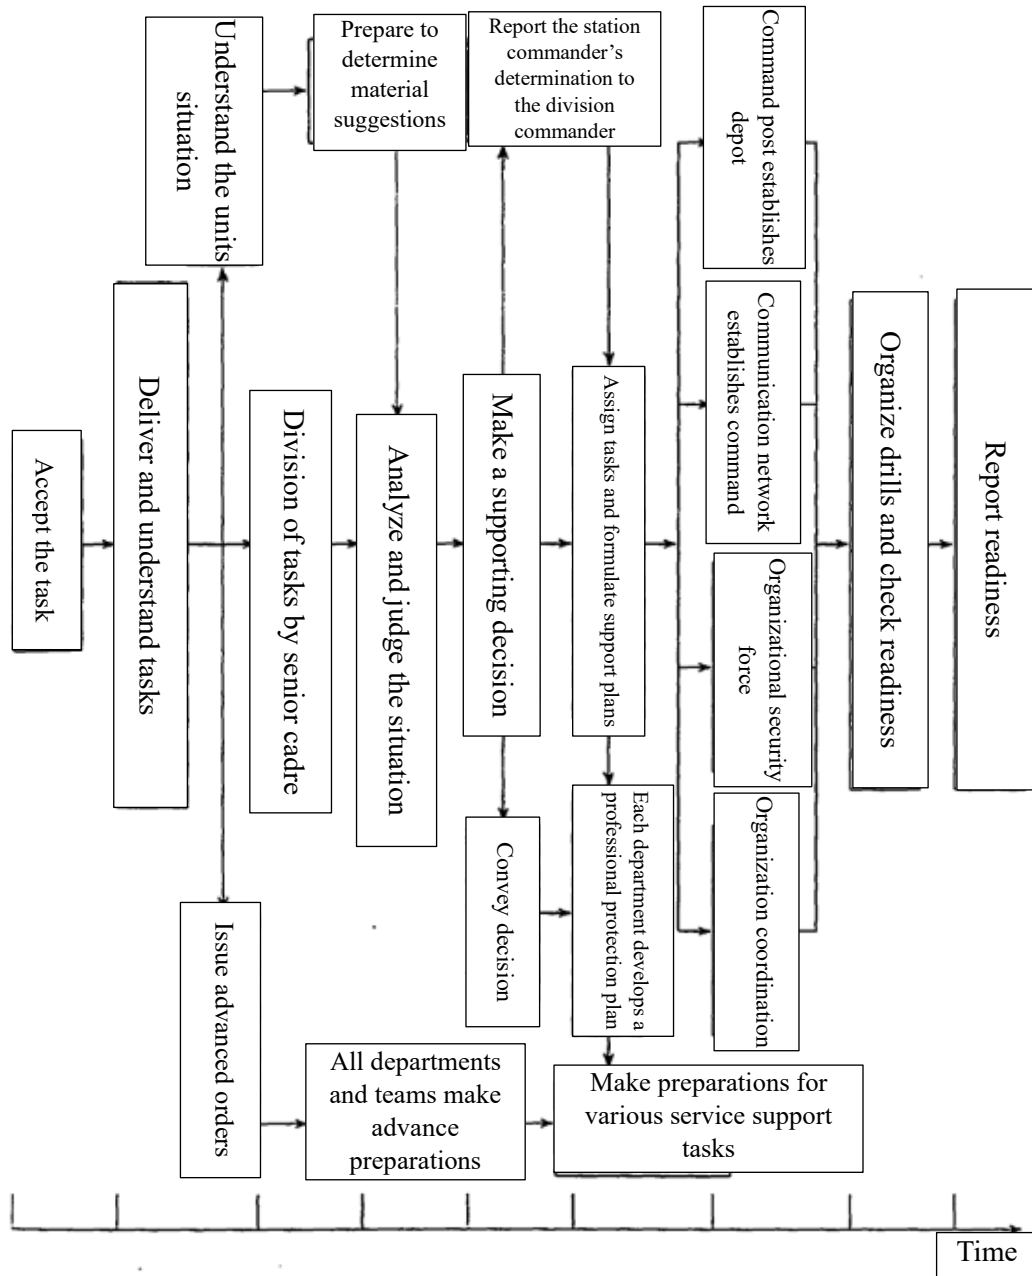 Accept the task
Deliver and understand tasks
Understand the units
situation
Issue advanced orders
Division of tasks by senior cadre
Prepare to
determine
material
suggestions
All departments
and teams make
advance
preparations
Analyze and judge the situation
Make a supporting decision
Report the station
commander’s
determination to
the division
commander
Convey decision
Assign tasks and formulate support plans
Each department develops a
professional protection plan
Make preparations for
various service support
tasks
Command post establishes
depot
Communication network
establishes command
Organizational security
force
Organization coordination
Organize drills and check readiness
Report readiness
Time